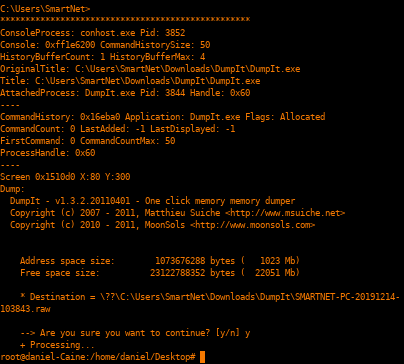 C:\Users\SmartNet>
**************************************************
ConsoleProcess: conhost.exe Pid: 3852
Console: 0xff1e6200 CommandHistorySize: 50
HistoryBufferCount: 1 HistoryBufferMax: 4
OriginalTitle: C:\Users\SmartNet\Downloads\DumpIt\DumpIt.exe
Title: C:\Users\SmartNet\Downloads\DumpIt\DumpIt.exe
AttachedProcess: DumpIt.exe Pid: 3844 Handle: 0x60
----
CommandHistory: 0x16eba0 Application: DumpIt.exe Flags: Allocated
CommandCount: 0 LastAdded: -1 LastDisplayed: -1
FirstCommand: 0 CommandCountMax: 50
ProcessHandle: 0x60
----
Screen 0x1510d0 X:80 Y:300
Dump:
  DumpIt - v1.3.2.20110401 - One click memory memory dumper
  Copyright (c) 2007 - 2011, Matthieu Suiche <http://www.msuiche.net>
  Copyright (c) 2010 - 2011, MoonSols <http://www.moonsols.com>
    Address space size:        1073676288 bytes (   1023 Mb)
    Free space size:          23122788352 bytes (  22051 Mb)
    * Destination = \??\C:\Users\SmartNet\Downloads\DumpIt\SMARTNET-PC-20191214-
103843.raw
    --> Are you sure you want to continue? [y/n] y
    + Processing...
root@daniel-Caine:/home/daniel/Desktop#